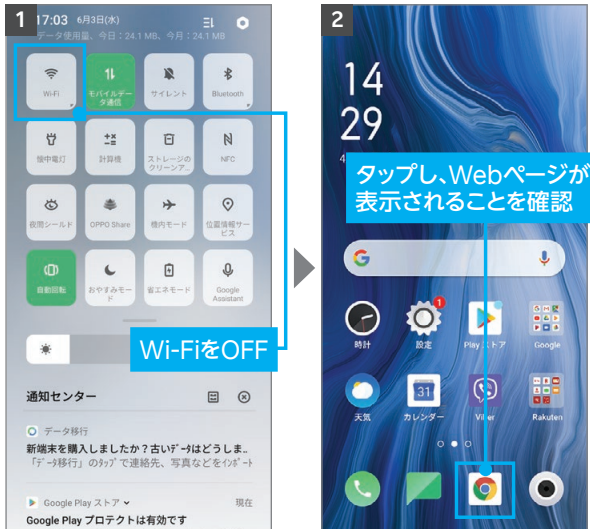 1
17:03 6月3日(水)
データ使用量、今日：24.1 MB、今月：24.1 MB
Wi-Fi
モバイルデータ通信
サイレント
Bluetooth
懐中電灯
計算機
ストレージのクリーンア…
NFC
夜間シールド
OPPO Share
機内モード
位置情報サービス
自動回転
おやすみモード
省エネモード
Google Assistant
Wi-FiをOFF
通知センター
データ移行
新端末を購入しましたか？古いデータはどうしま..
「データ移行」のタップで連絡先、写真などをインポート
Google Play ストア 現在
Google Play プロテクトは有効です
2
14
29
タップし、Webページが
表示されることを確認
時計
設定
1
Play ストア
Google
31
天気
カレンダー
Viber
Rakuten